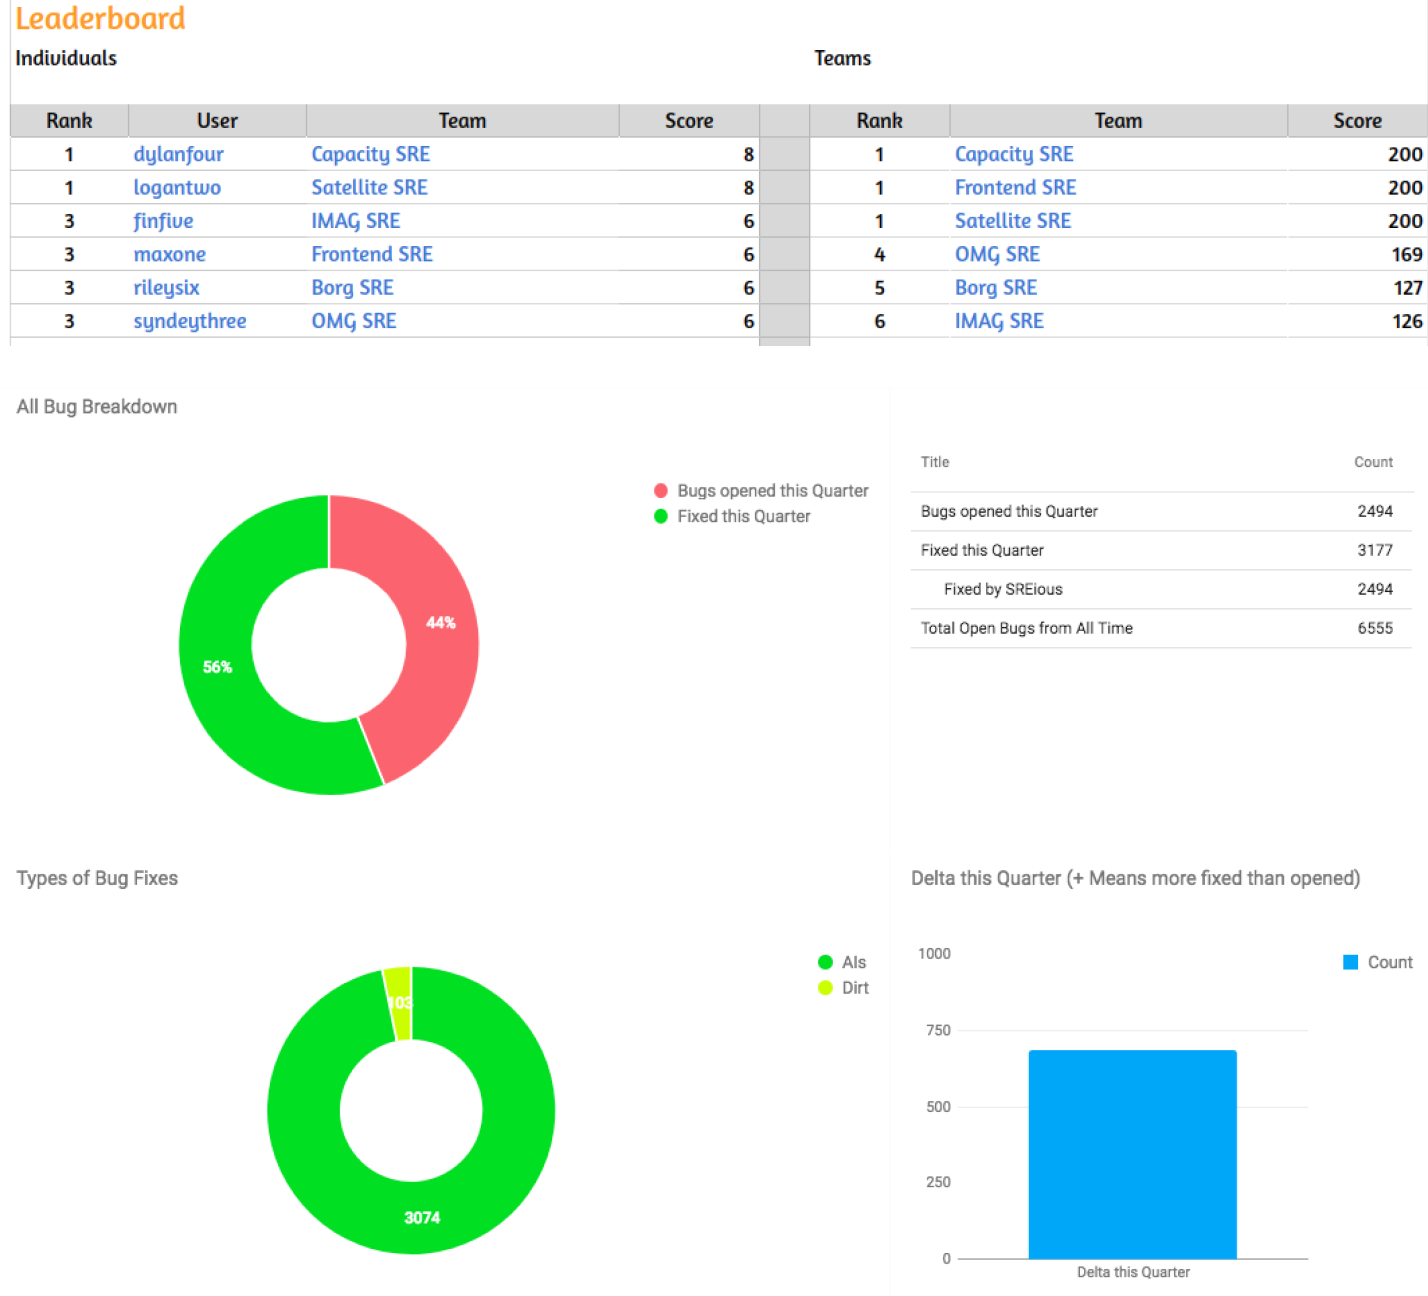 Leaderboard
Individuals Teams
Rank User Team Score Rank Team Score
1 dylanfour Capacity SRE 8 1 Capacity SRE 200
1 logantwo Satellite SRE 8 1 Frontend SRE 200
3 finfive IMAG SRE 6 1 Satellite SRE 200
3 maxone Frontend SRE 6 4 OMG SRE 169
3 rileysix Borg SRE 6 5 Borg SRE 127
3 syndeythree OMG SRE 6 6 IMAG SRE 126
All Bug Breakdown
Bugs opened this Quarter
Fixed this Quarter
44%
56%
Title Count
Bugs opened this Quarter 2494
Fixed this Quarter 3177
Fixed by SREious 2494
Total Open Bugs from All Time 6555
Types of Bug Fixes
AIs
Dirt
103
3074
Delta this Quarter (+ Means more fixed than opened)
1000
Count
750
500
250
0
Delta this Quarter